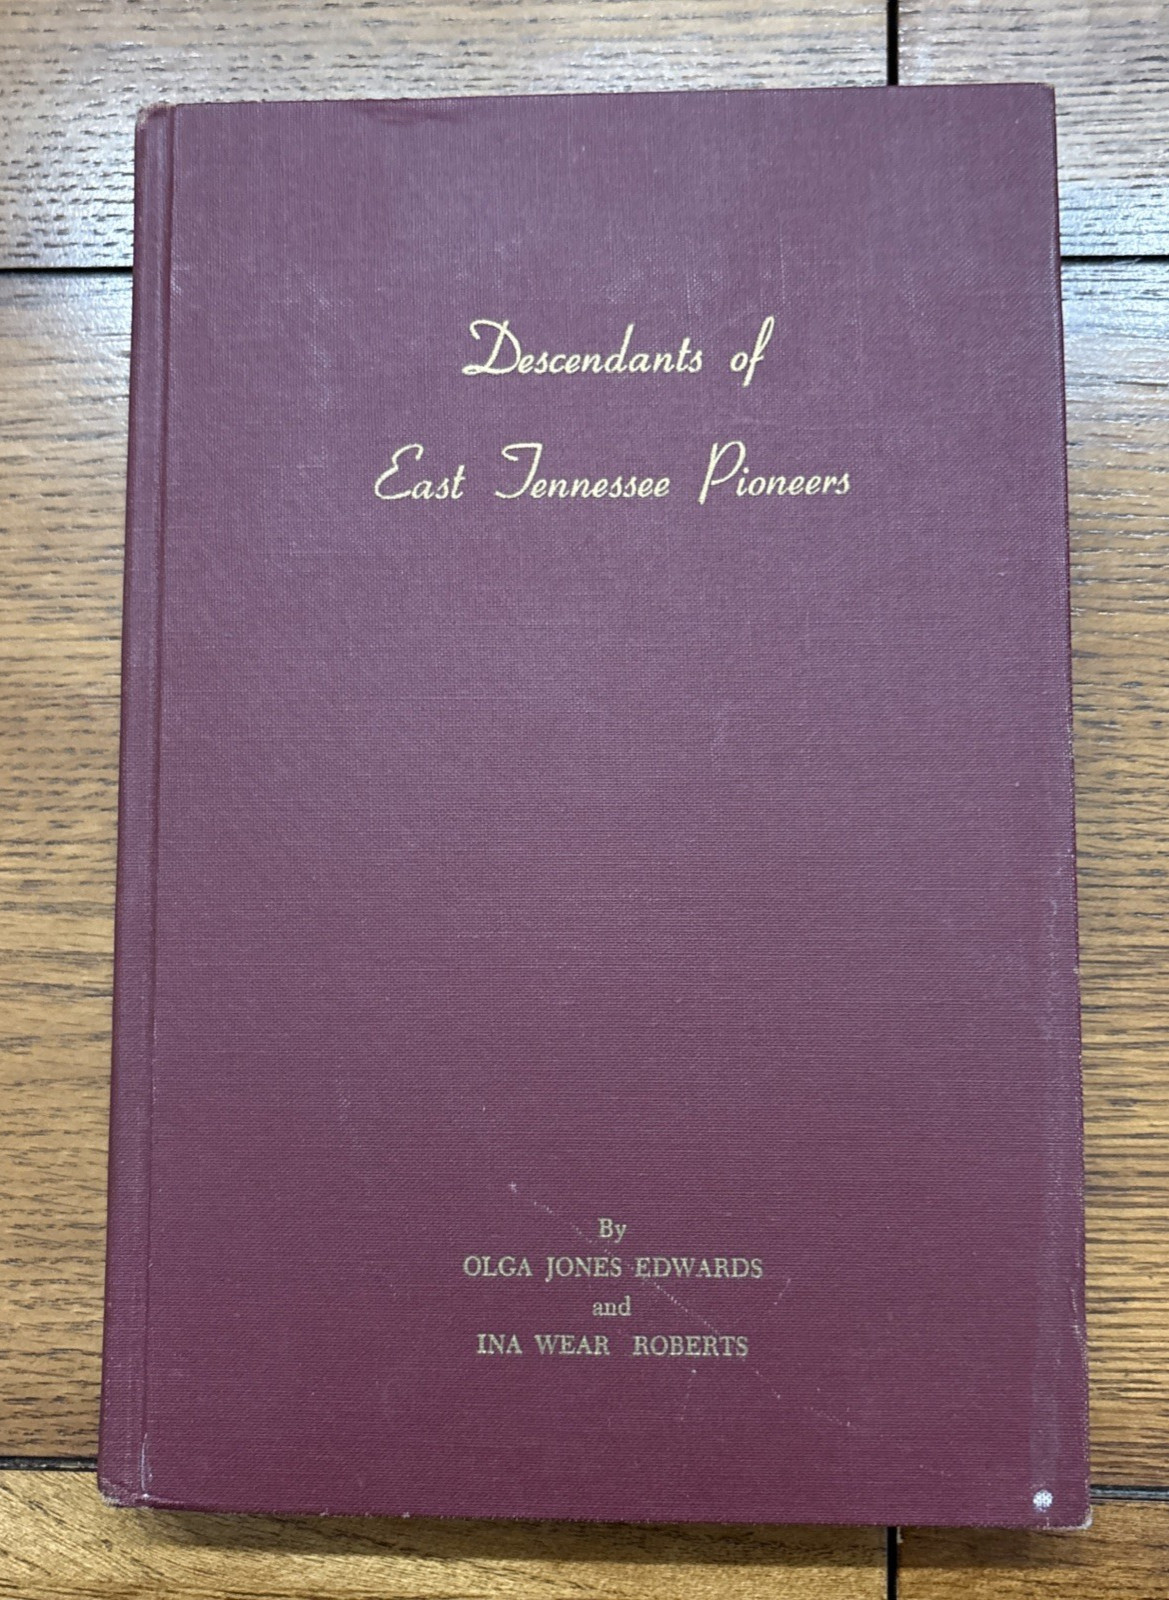 Descendants of
East Tennessee Pioneers
By
OLGA JONES EDWARDS
and
INA WEAR ROBERTS